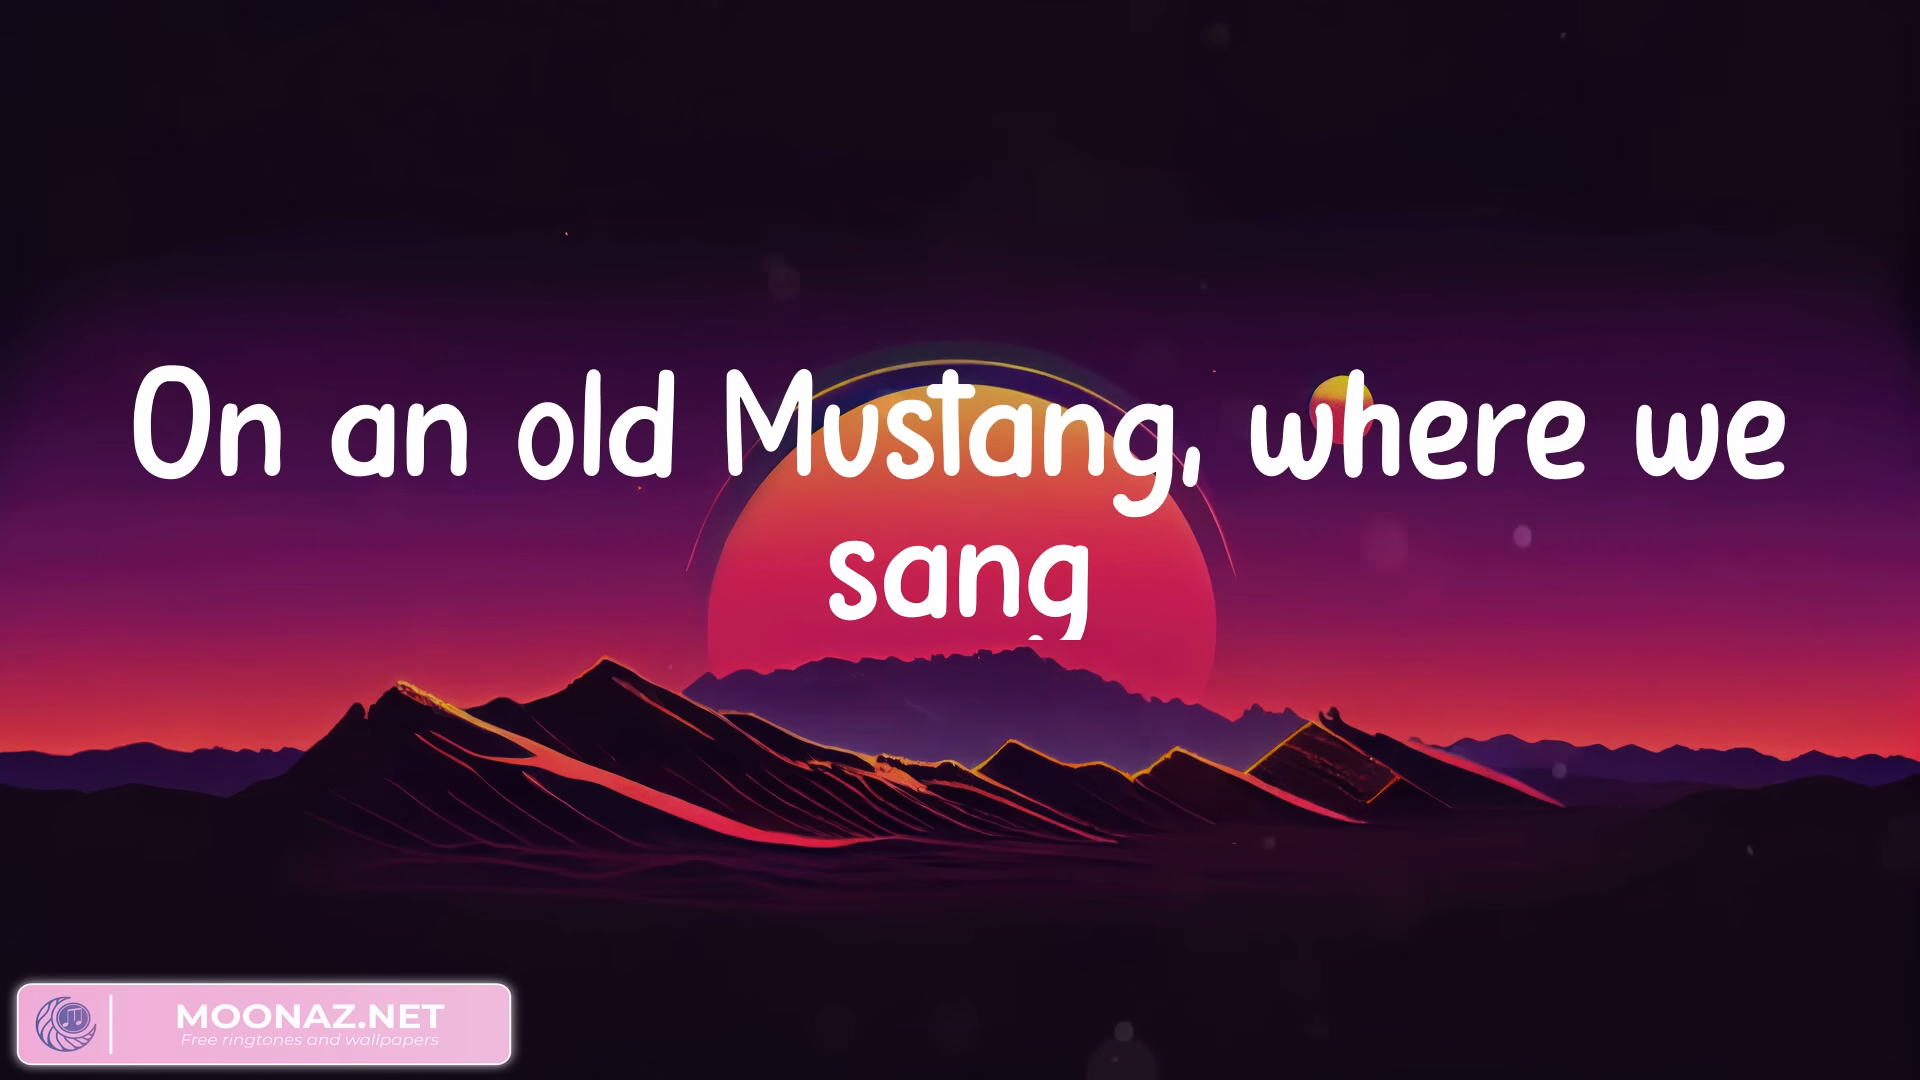 On an old Mustang, where we
sang
MOONAZ.NET
Free ringtones and wallpapers